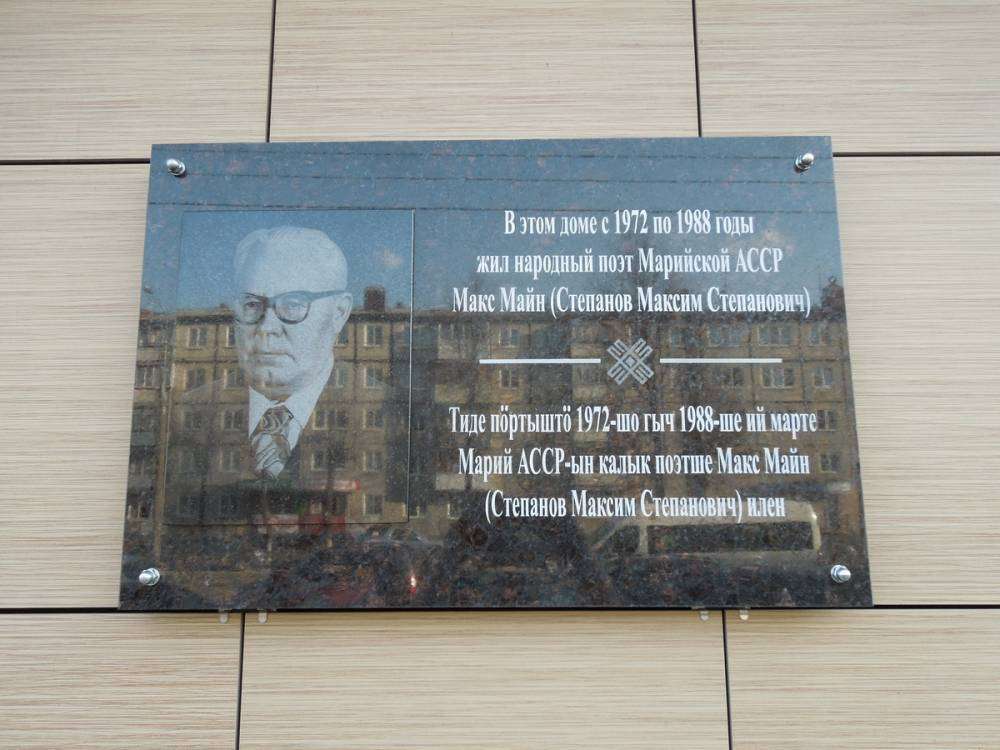 В этом доме с 1972 по 1988 годы
жил народный поэт Марийской АССР
Макс Майн (Степанов Максим Степанович)
Тиде пӧртыштӧ 1972-шо гыч 1988-ше ий марте
Марий АССР-ын калык поэтше Макс Майн
(Степанов Максим Степанович) илен